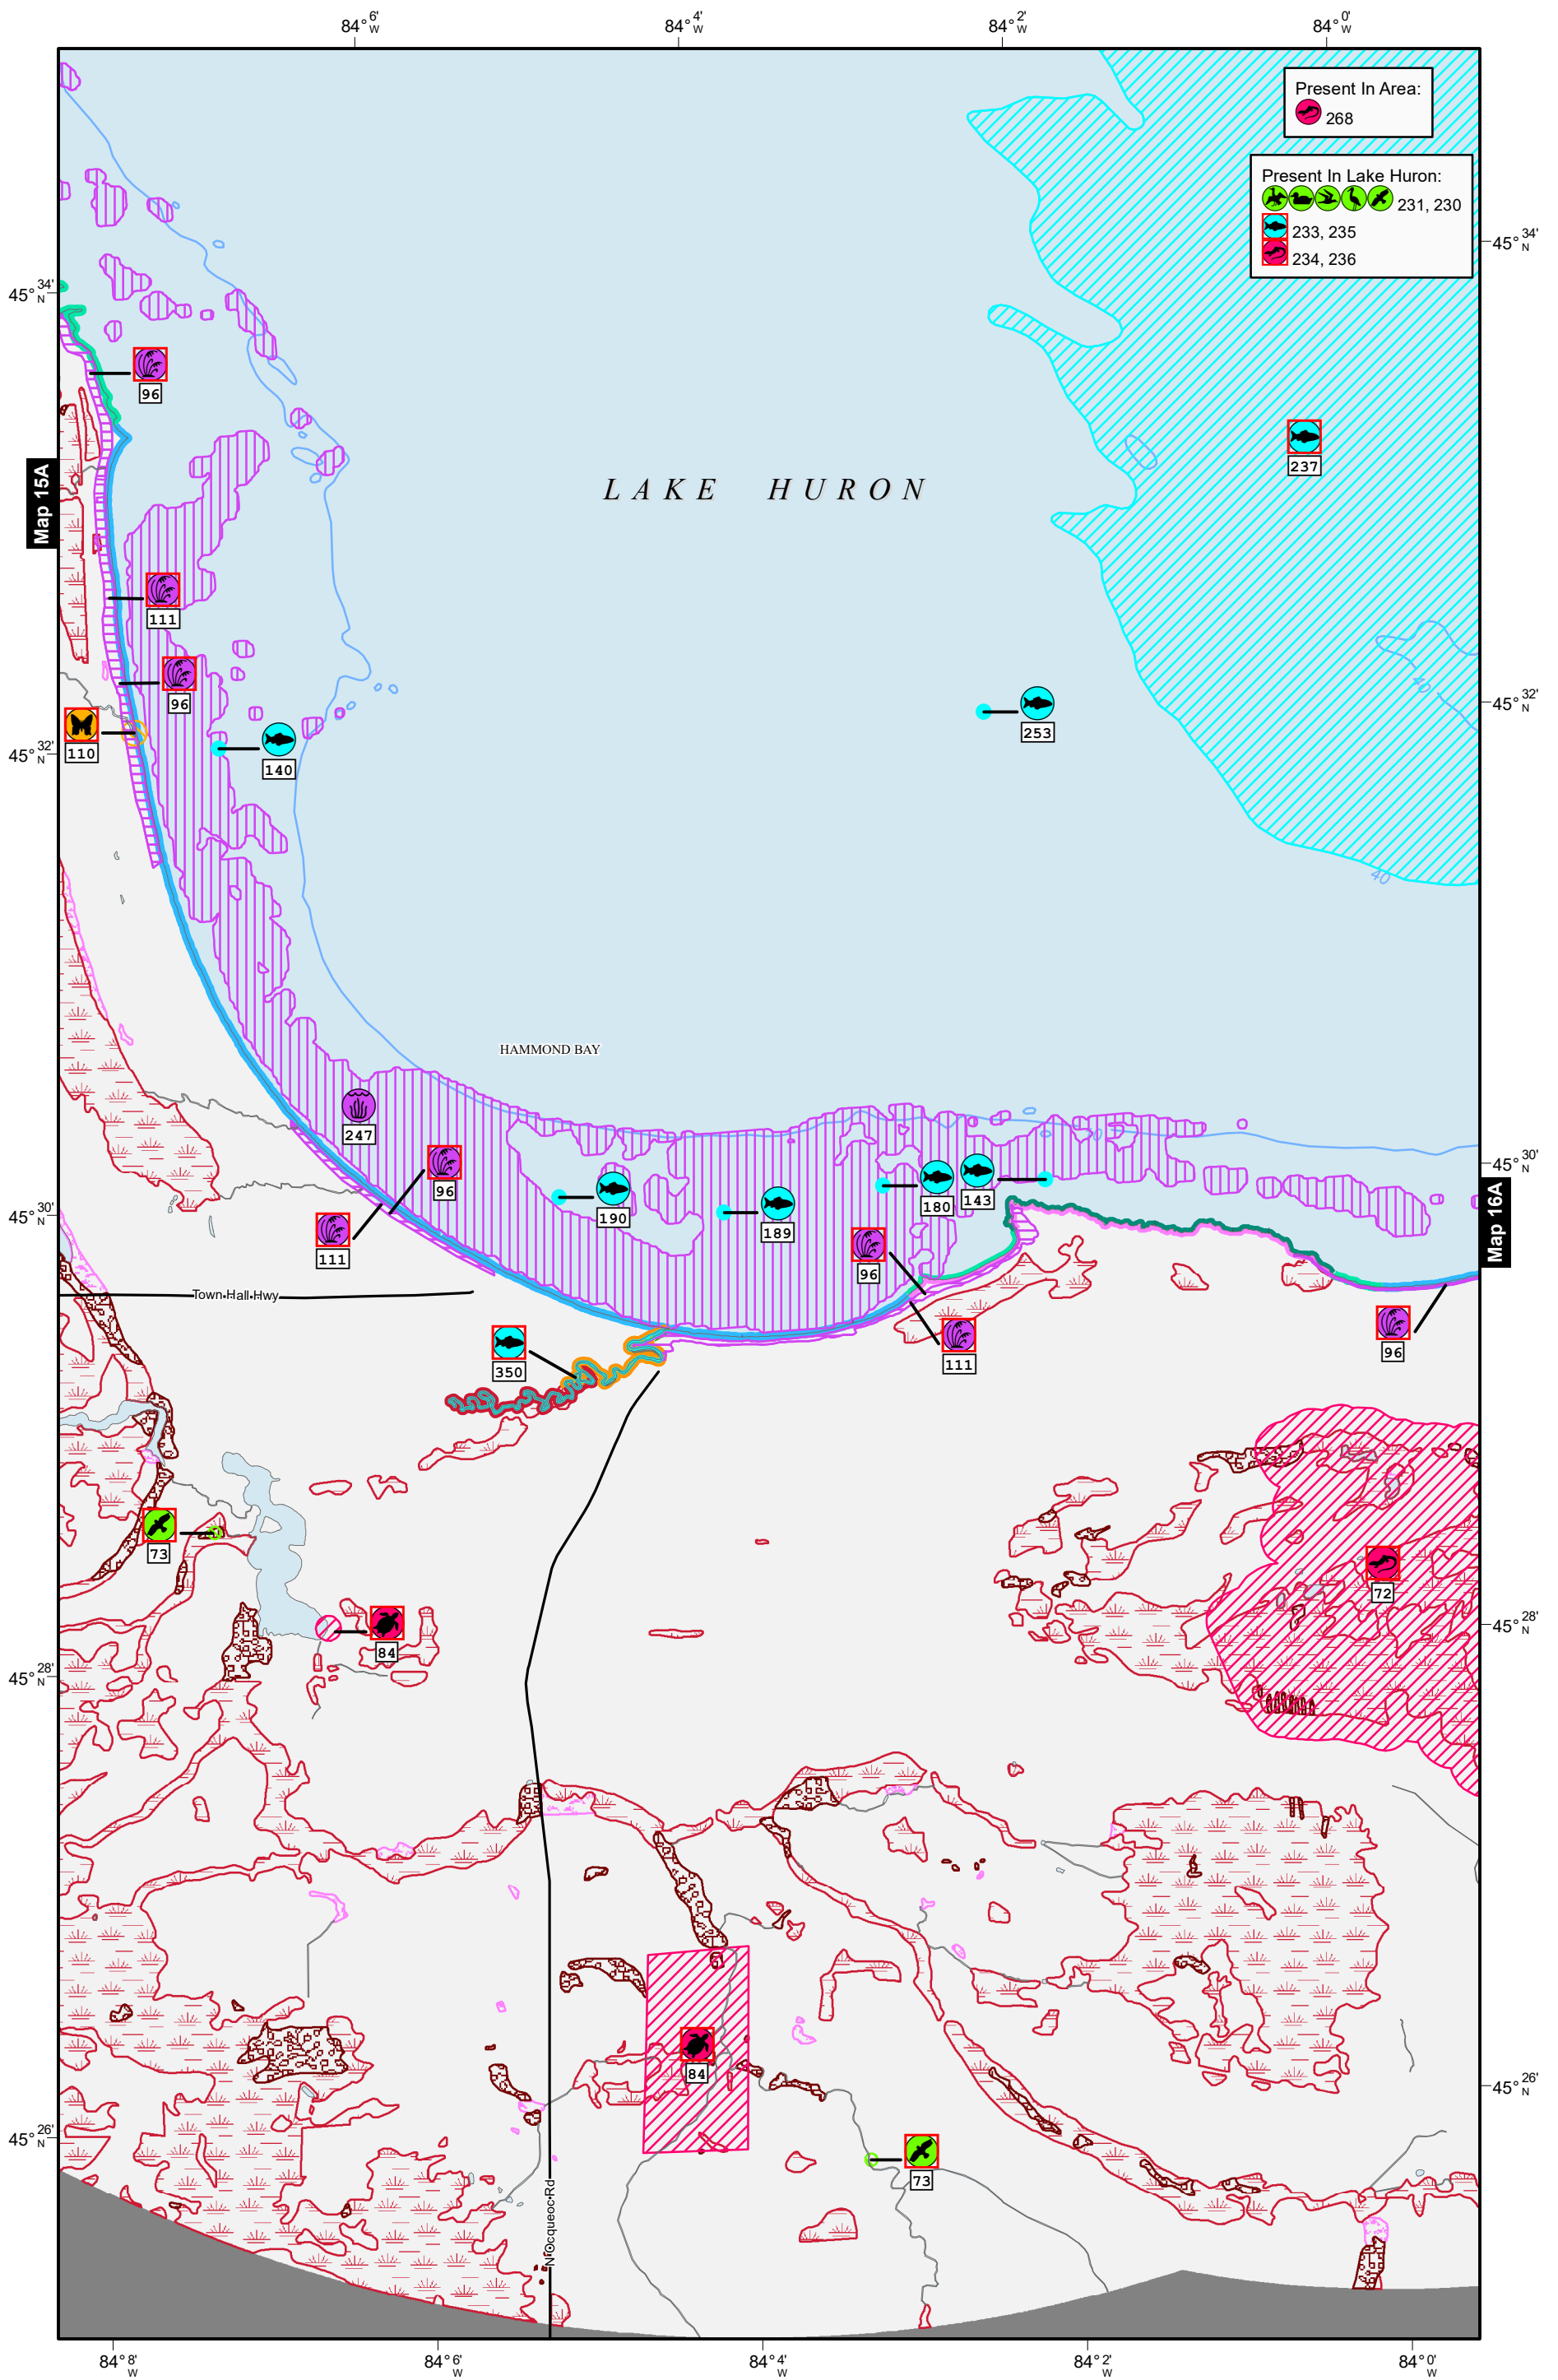 84° 6' W
84° 4' W
84° 2' W
84° 0' W
Present In Area:
268
Present In Lake Huron:
231, 230
233, 235
234, 236
45° 34' N
45° 34' N
96
237
Map 15A
LAKE HURON
111
96
40
45° 32' N
253
110
45° 32' N
140
40
HAMMOND BAY
247
45° 30' N
96
180
143
190
Map 16A
45° 30' N
189
111
96
Town Hall Hwy
96
111
350
73
72
45° 28' N
84
45° 28' N
84
45° 26' N
45° 26' N
73
N Ocqueoc Rd
84° 8' W
84° 6' W
84° 4' W
84° 2' W
84° 0' W